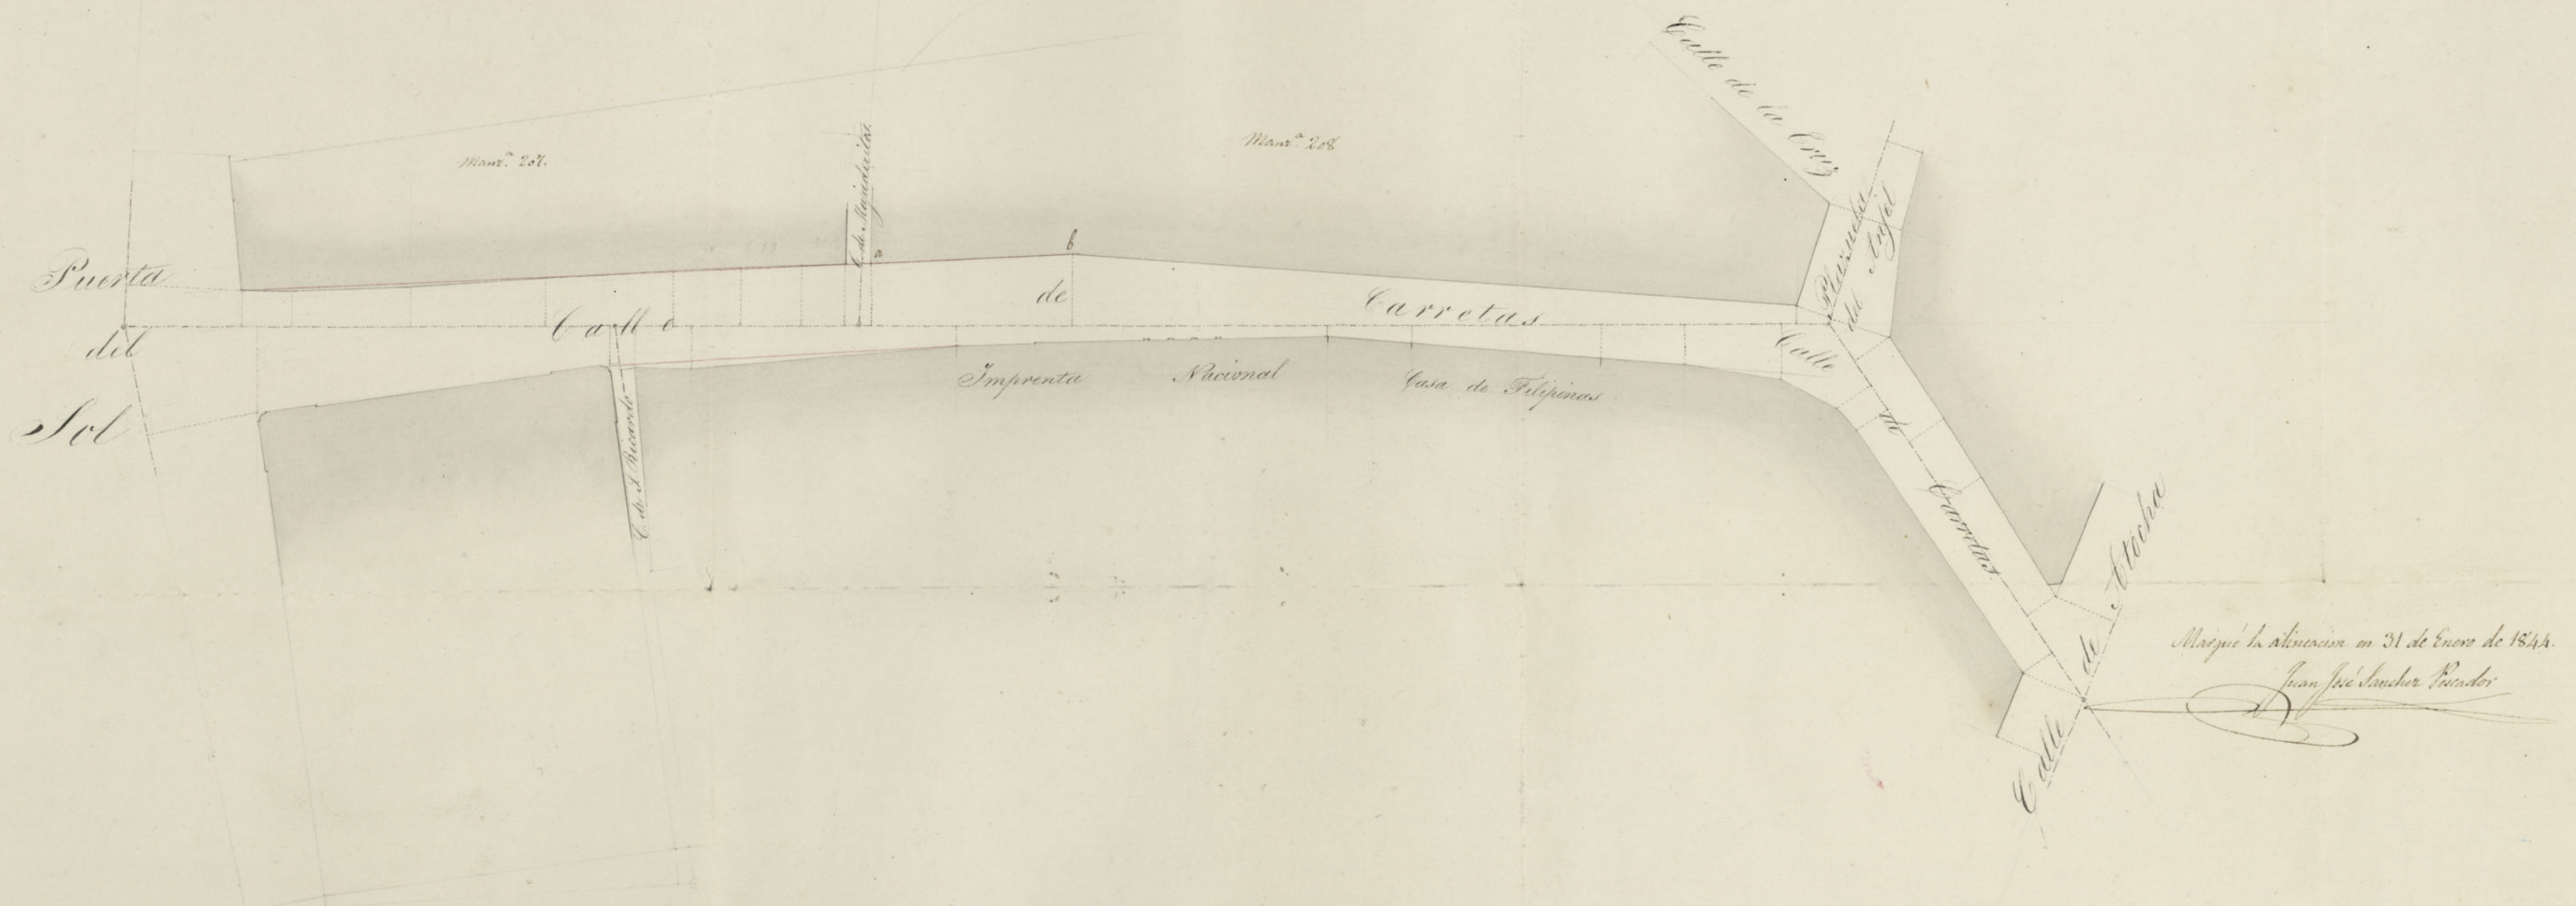 Puerta
del
Sol
Manz.ª 207.
C. de Majaderitos.
a
b
Manz.ª 208
Calle de la Cruz
Plazuela
del Angel
Calle de Carretas
C. de S. Ricardo
Imprenta Nacional
Casa de Filipinas
Calle de Carretas
Calle de Atocha
Marqué la alineacion en 31 de Enero de 1844.
Juan José Sanchez Pescador